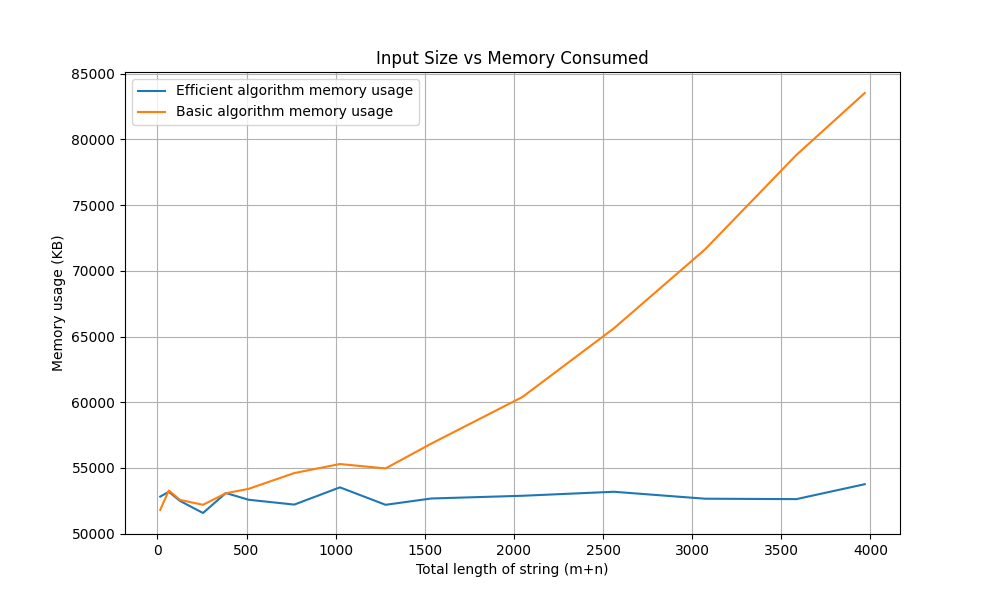 Input Size vs Memory Consumed
Efficient algorithm memory usage
Basic algorithm memory usage
Memory usage (KB)
85000
80000
75000
70000
65000
60000
55000
50000
0 500 1000 1500 2000 2500 3000 3500 4000
Total length of string (m+n)